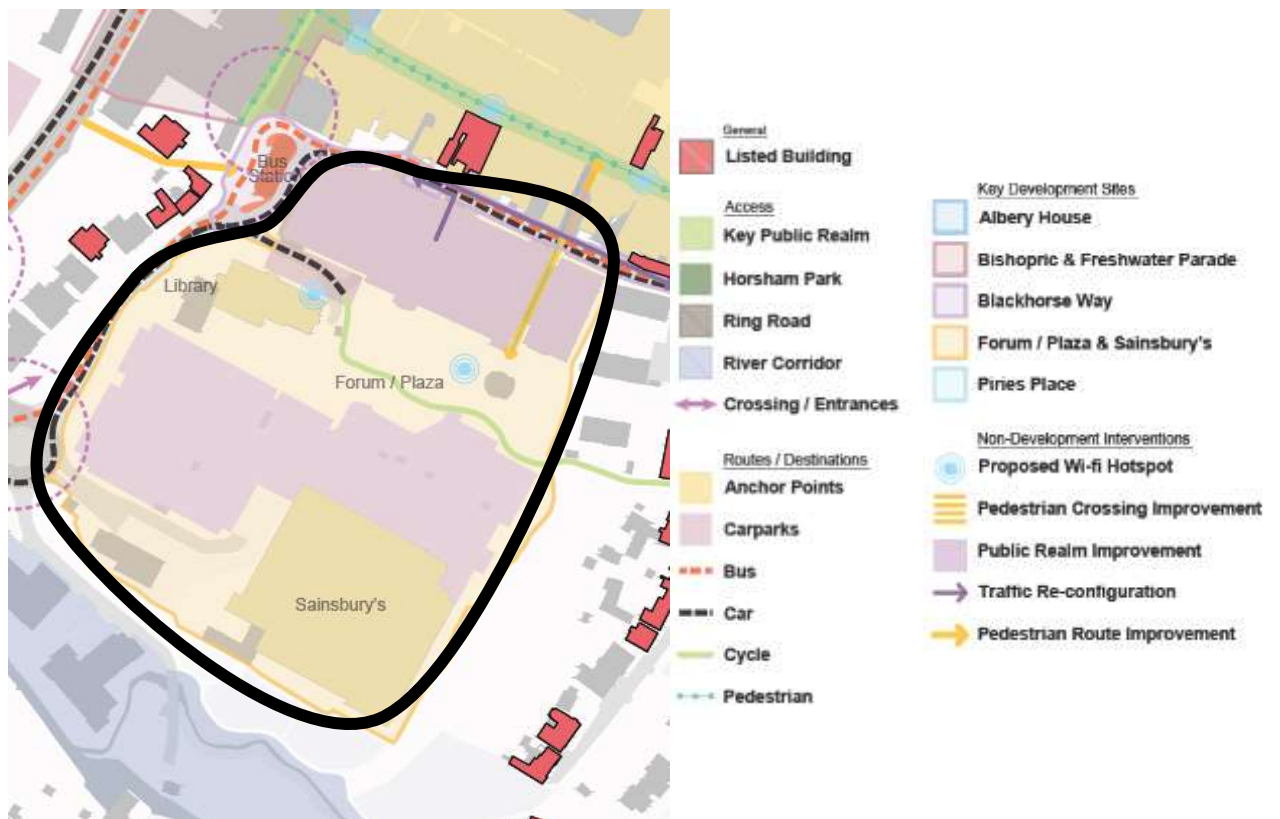 Bus
Station
Library
Forum / Plaza
Sainsbury's
General
Listed Building
Access
Key Public Realm
Horsham Park
Ring Road
River Corridor
Crossing / Entrances
Routes / Destinations
Anchor Points
Carparks
Bus
Car
Cycle
Pedestrian
Key Development Sites
Albery House
Bishopric & Freshwater Parade
Blackhorse Way
Forum / Plaza & Sainsbury's
Piries Place
Non-Development Interventions
Proposed Wi-fi Hotspot
Pedestrian Crossing Improvement
Public Realm Improvement
Traffic Re-configuration
Pedestrian Route Improvement